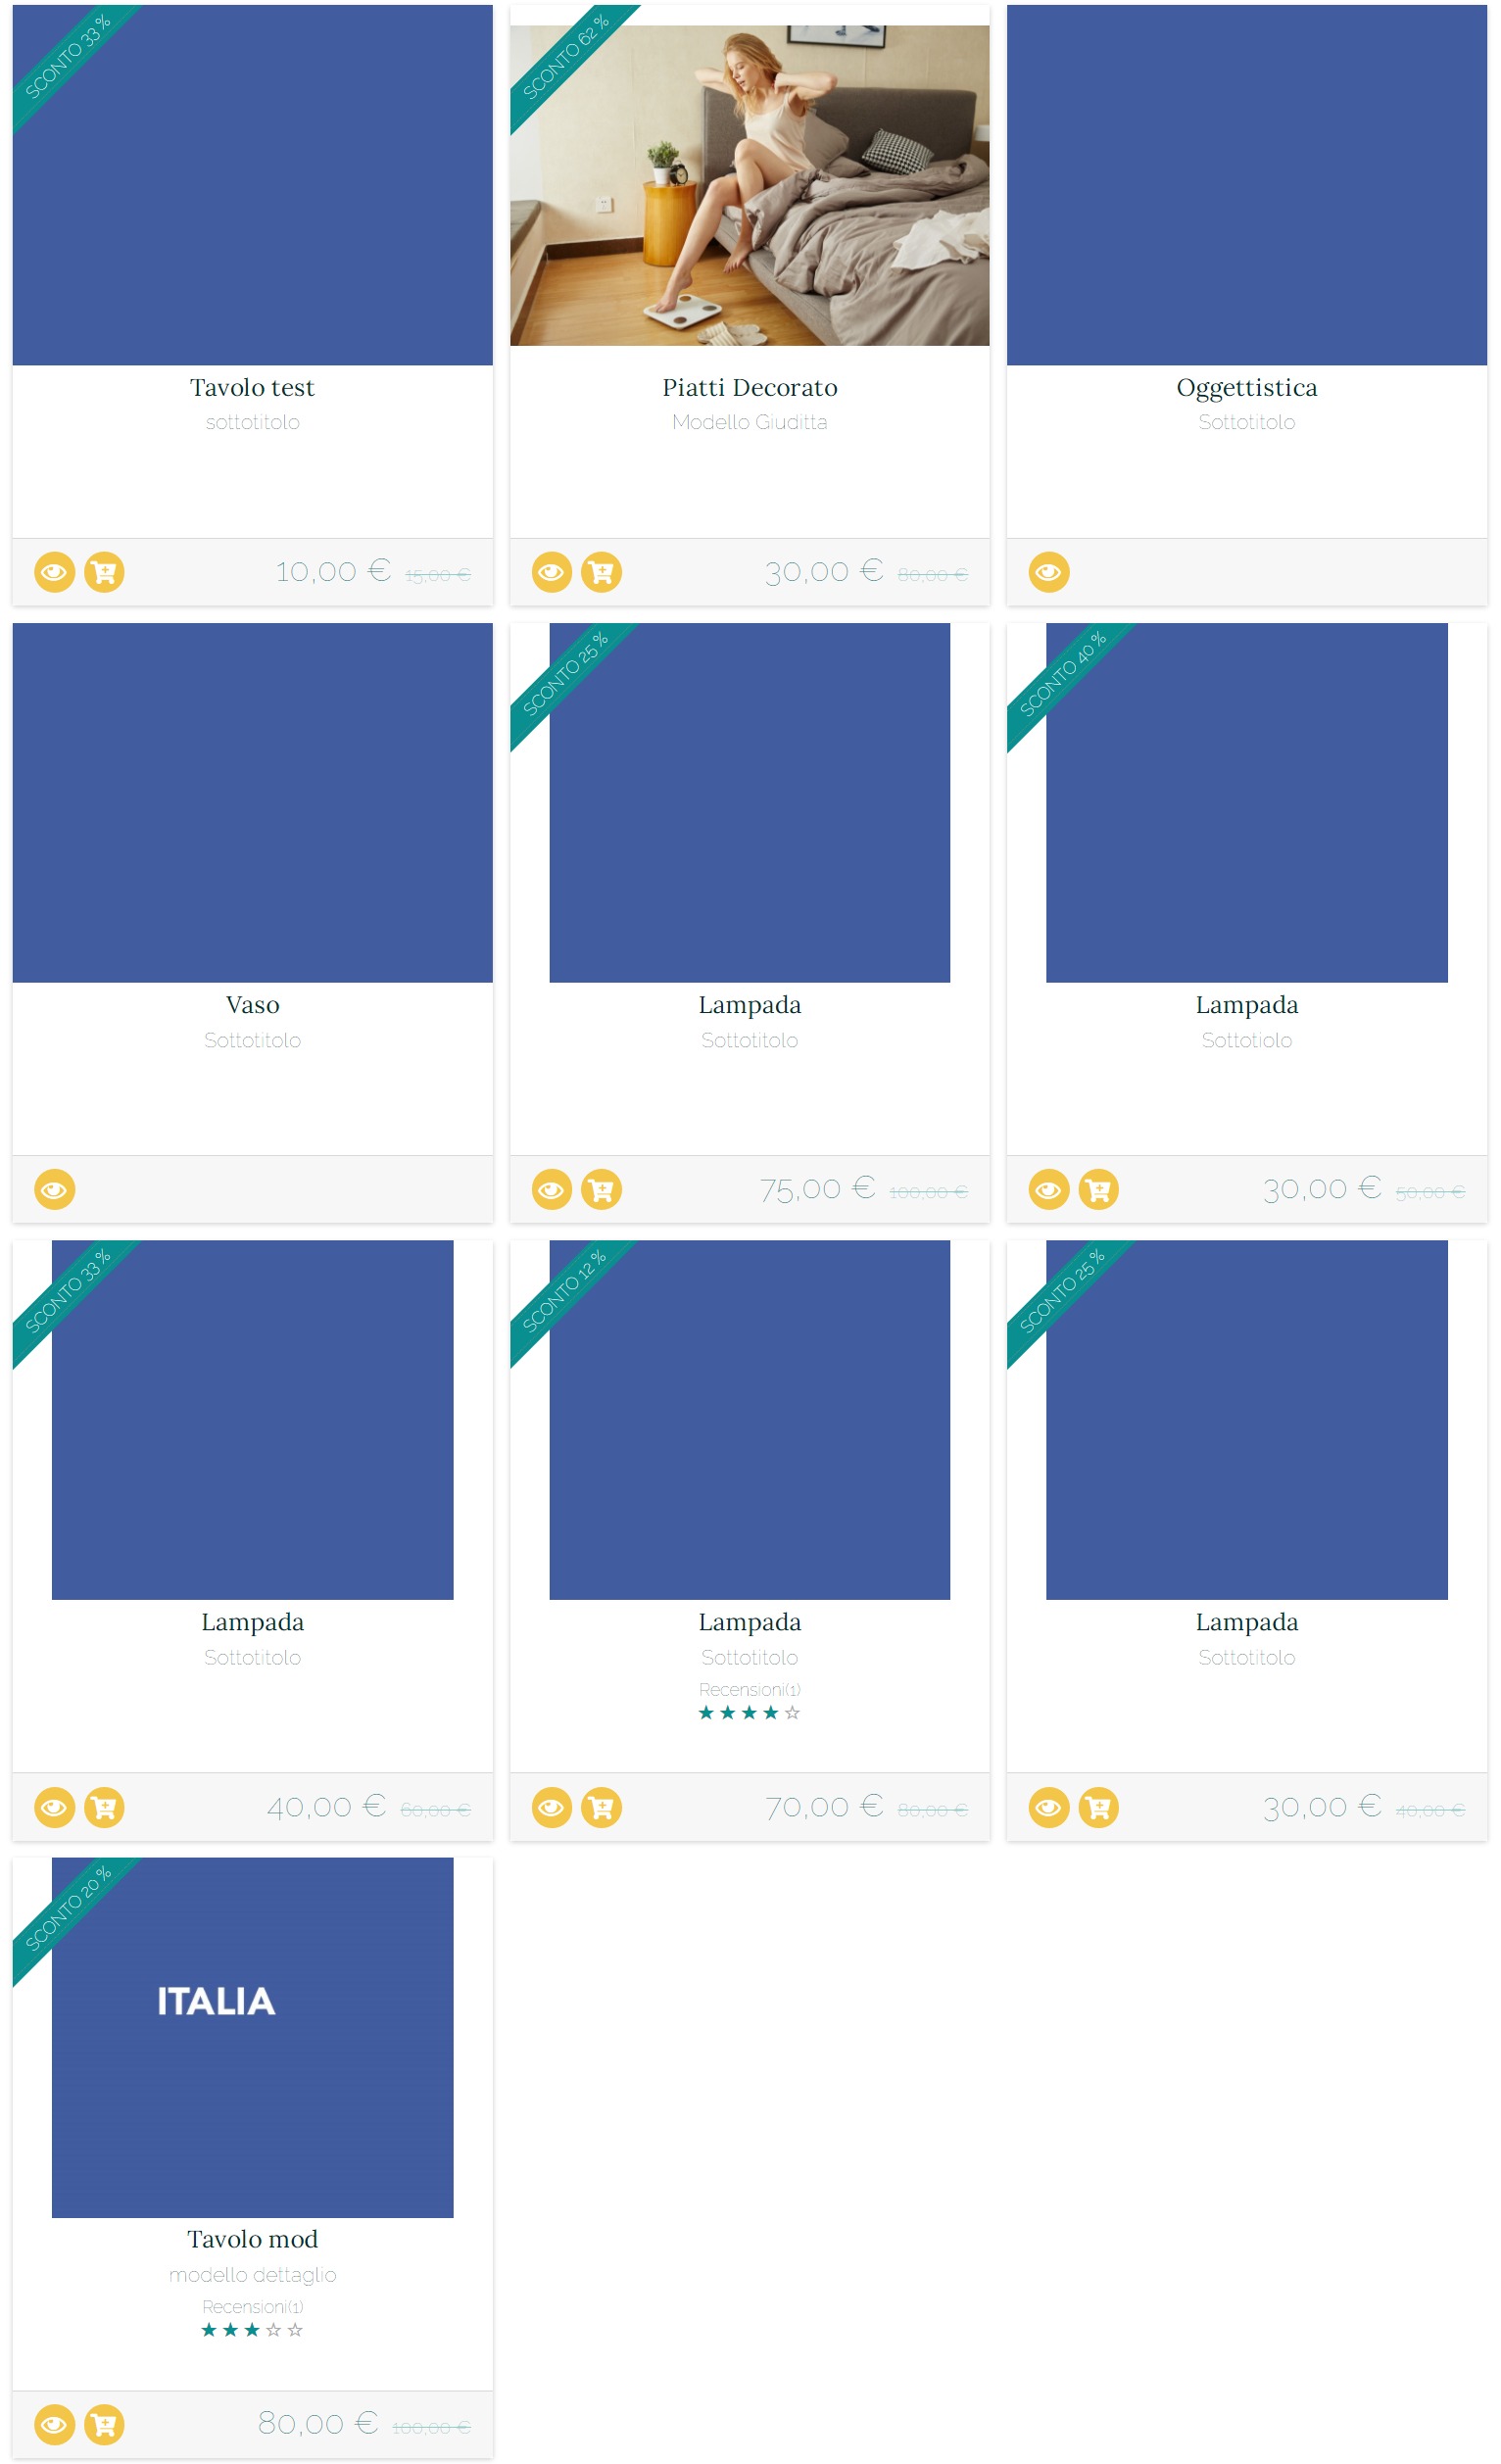 SCONTO 33 %
Tavolo test
sottotitolo
10,00 € 15,00 €
SCONTO 62 %
Piatti Decorato
Modello Giuditta
30,00 € 80,00 €
Oggettistica
Sottotitolo
Vaso
Sottotitolo
SCONTO 25 %
Lampada
Sottotitolo
75,00 € 100,00 €
SCONTO 40 %
Lampada
Sottotiolo
30,00 € 50,00 €
SCONTO 33 %
Lampada
Sottotitolo
40,00 € 60,00 €
SCONTO 12 %
Lampada
Sottotitolo
Recensioni(1)
70,00 € 80,00 €
SCONTO 25 %
Lampada
Sottotitolo
30,00 € 40,00 €
SCONTO 20 %
ITALIA
Tavolo mod
modello dettaglio
Recensioni(1)
80,00 € 100,00 €